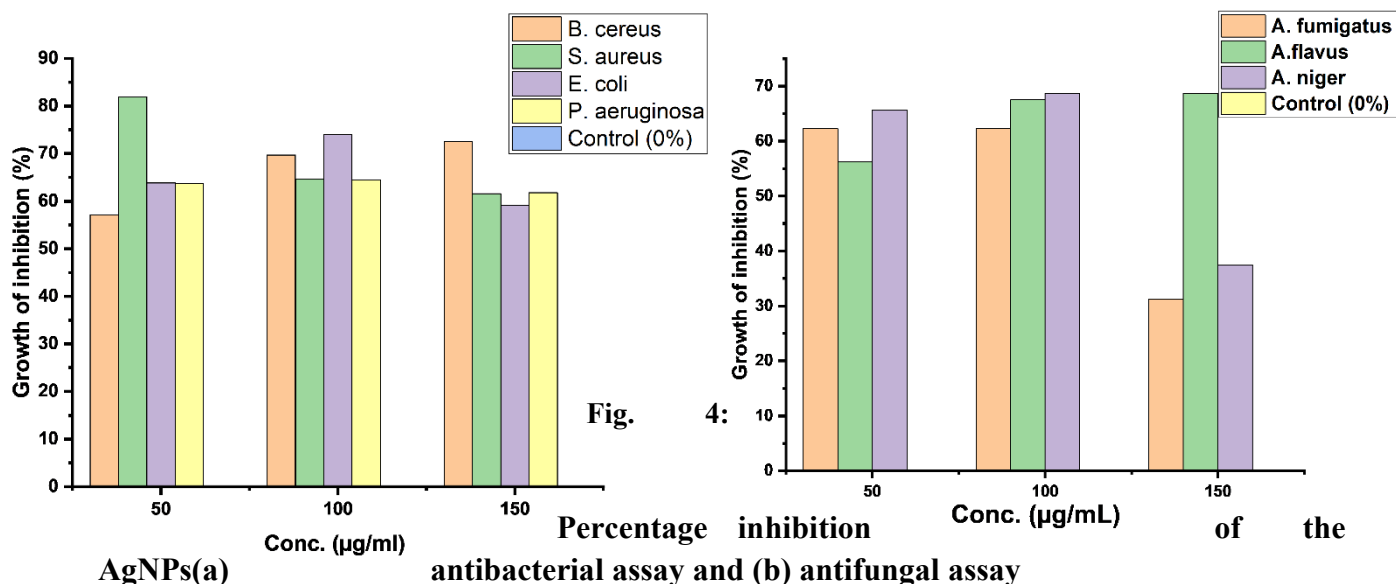 B. cereus
S. aureus
E. coli
P. aeruginosa
Control (0%)
90
80
70
60
50
40
30
20
10
0
Growth of inhibition (%)
50
100
150
Conc. (µg/ml)
A. fumigatus
A.flavus
A. niger
Control (0%)
70
60
50
40
30
20
10
0
Growth of inhibition (%)
50
100
150
Conc. (µg/mL)
Fig. 4:
Percentage inhibition of the
AgNPs(a) antibacterial assay and (b) antifungal assay